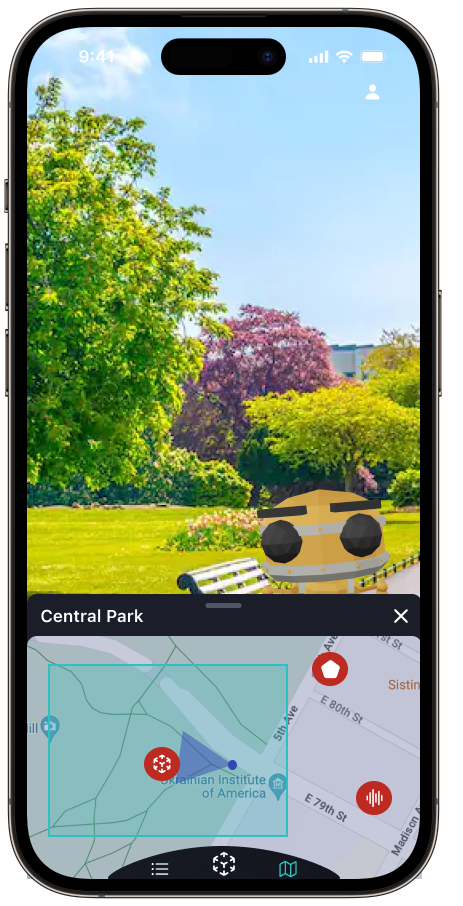 9:41
Central Park
Ave
st St
Sistin
E 80th St
5th Ave
ill
Ukrainian Institute
of America
E 79th St
Madison A